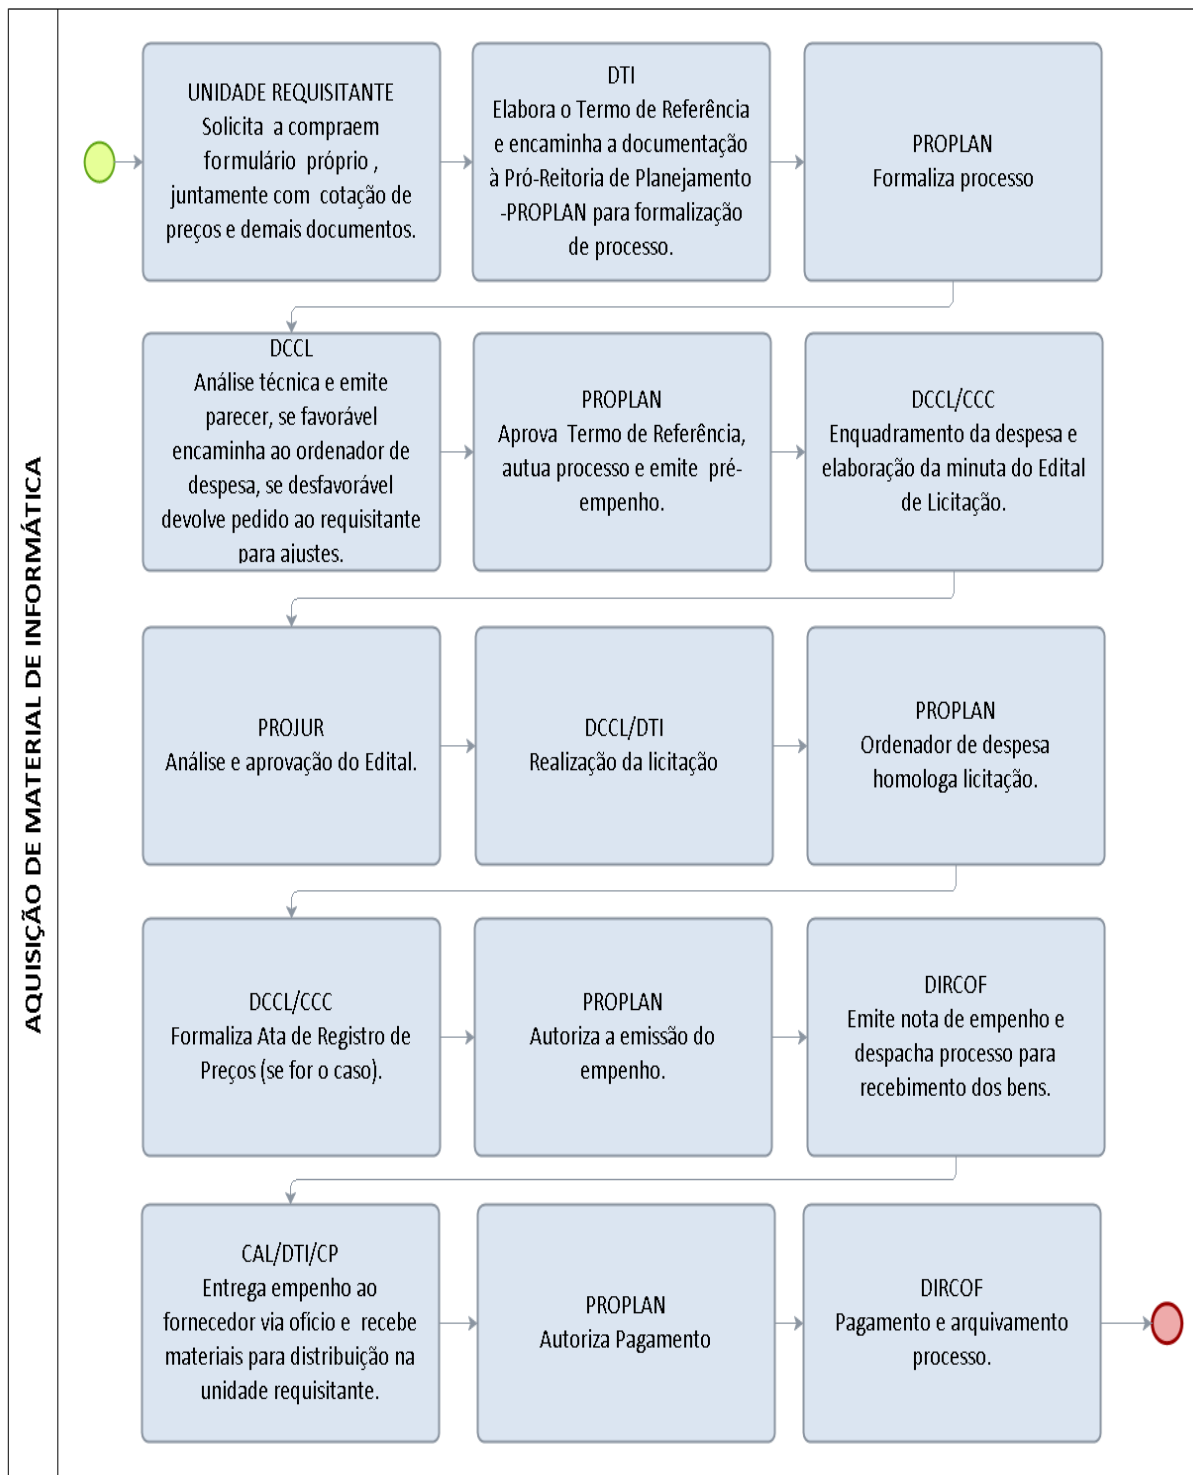 AQUISIÇÃO DE MATERIAL DE INFORMÁTICA
UNIDADE REQUISITANTE
Solicita a compraem
formulário próprio ,
juntamente com cotação de
preços e demais documentos.
DTI
Elabora o Termo de Referência
e encaminha a documentação
à Pró-Reitoria de Planejamento
-PROPLAN para formalização
de processo.
PROPLAN
Formaliza processo
DCCL
Análise técnica e emite
parecer, se favorável
encaminha ao ordenador de
despesa, se desfavorável
devolve pedido ao requisitante
para ajustes.
PROPLAN
Aprova Termo de Referência,
autua processo e emite pré-
empenho.
DCCL/CCC
Enquadramento da despesa e
elaboração da minuta do Edital
de Licitação.
PROJUR
Análise e aprovação do Edital.
DCCL/DTI
Realização da licitação
PROPLAN
Ordenador de despesa
homologa licitação.
DCCL/CCC
Formaliza Ata de Registro de
Preços (se for o caso).
PROPLAN
Autoriza a emissão do
empenho.
DIRCOF
Emite nota de empenho e
despacha processo para
recebimento dos bens.
CAL/DTI/CP
Entrega empenho ao
fornecedor via ofício e recebe
materiais para distribuição na
unidade requisitante.
PROPLAN
Autoriza Pagamento
DIRCOF
Pagamento e arquivamento
processo.